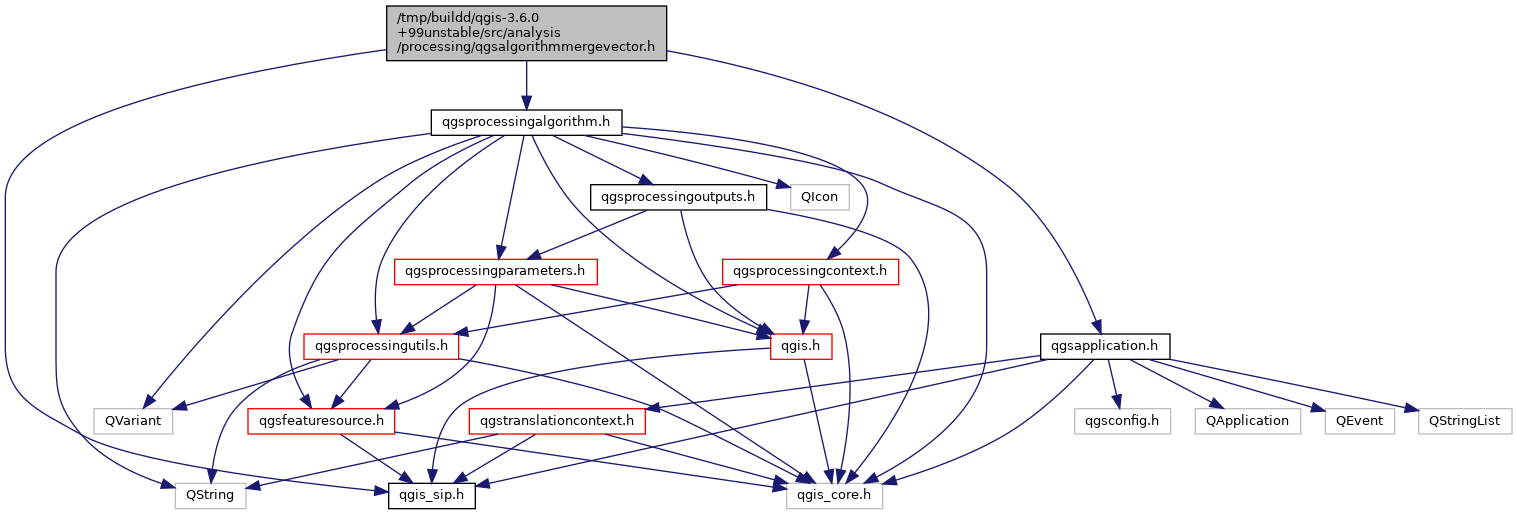 /tmp/buildd/qgis-3.6.0
+99unstable/src/analysis
/processing/qgsalgorithmmergevector.h
qgsprocessingalgorithm.h
qgsprocessingoutputs.h
QIcon
qgsprocessingparameters.h
qgsprocessingcontext.h
qgsprocessingutils.h
qgis.h
qgsapplication.h
QVariant
qgsfeaturesource.h
qgstranslationcontext.h
qgsconfig.h
QApplication
QEvent
QStringList
QString
qgis_sip.h
qgis_core.h